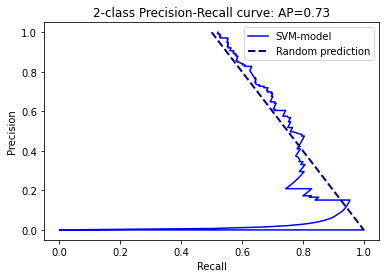 2-class Precision-Recall curve: AP=0.73
SVM-model
Random prediction
Precision
1.0
0.8
0.6
0.4
0.2
0.0
0.0 0.2 0.4 0.6 0.8 1.0
Recall